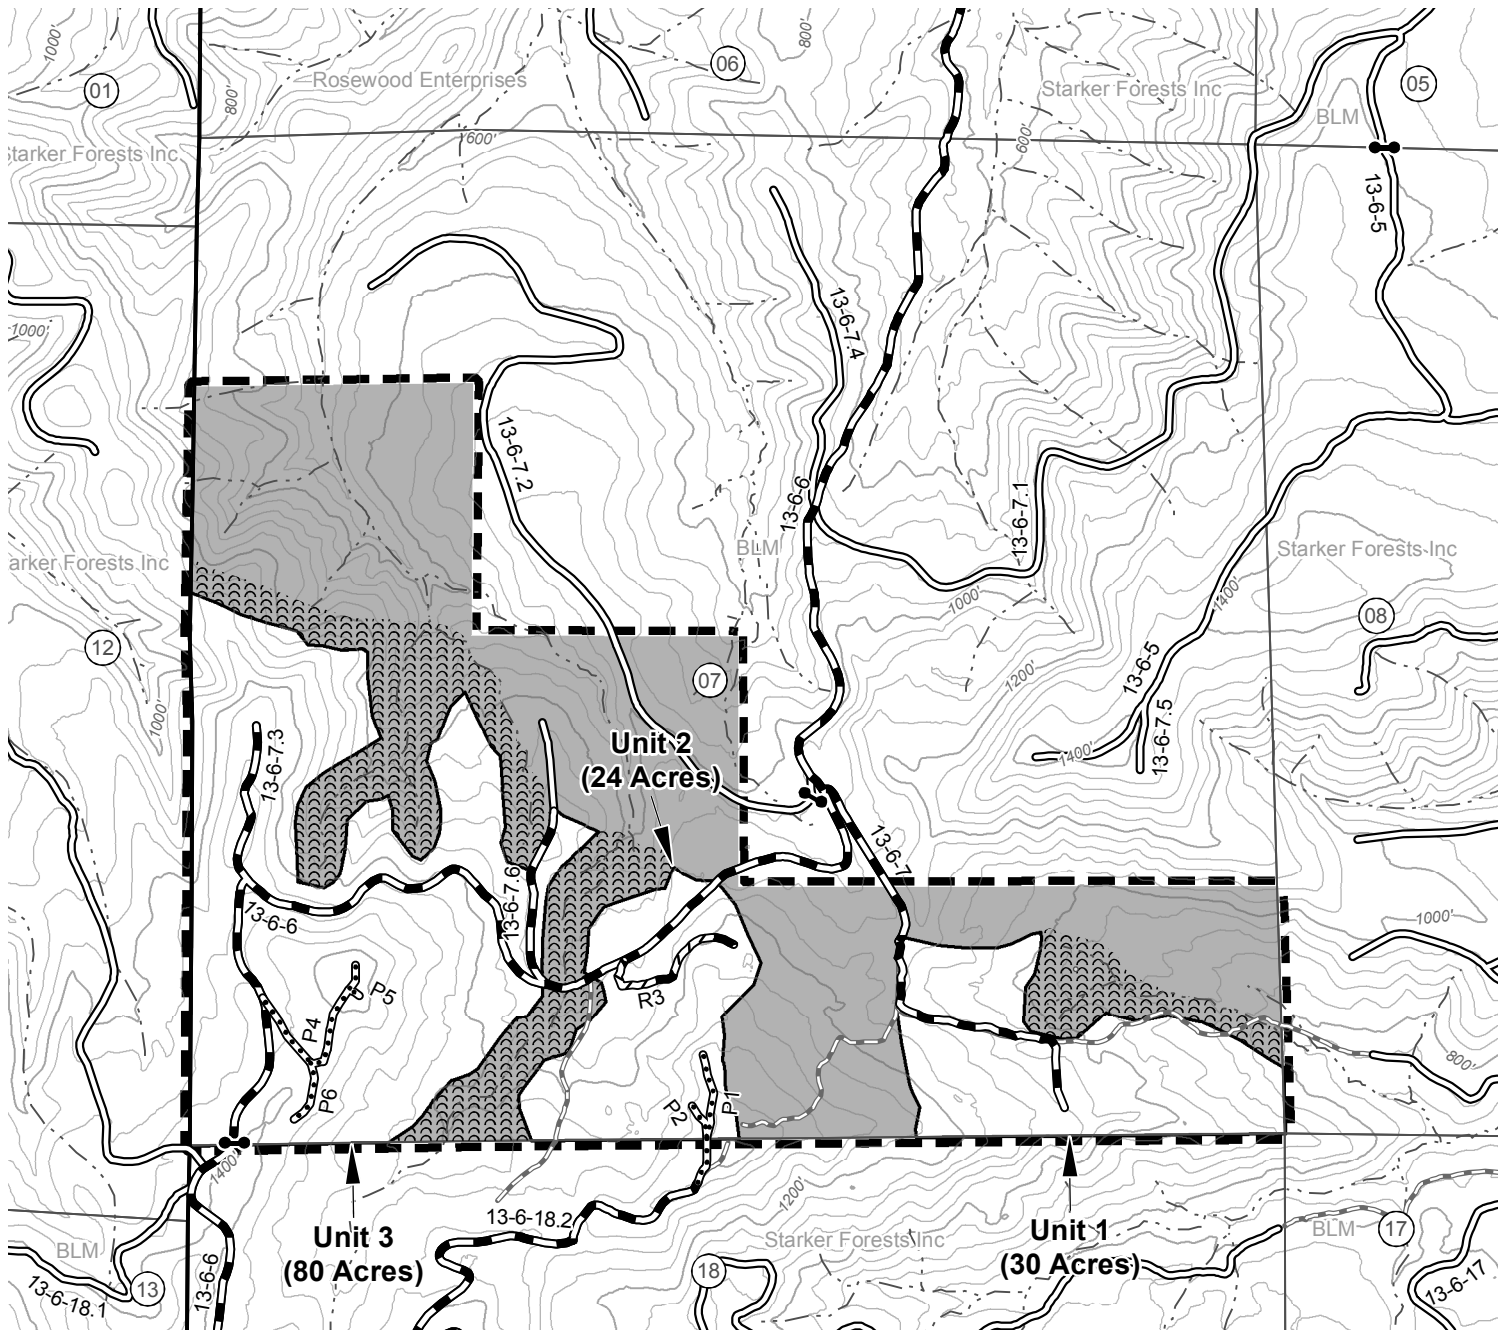 1000'
01
800'
Rosewood Enterprises
06
800'
Starker Forests Inc
BLM
05
600'
600'
Starker Forests Inc
13-6-5
1000'
13-6-7.4
13-6-7.2
13-6-6
13-6-7.1
BLM
Starker Forests Inc
arker Forests Inc
1000'
1400'
08
12
07
1200'
13-6-5
1000'
13-6-7.3
Unit 2
(24 Acres)
1400'
13-6-7.5
13-6-7
13-6-7.6
13-6-6
1000'
P5
R3
P4
P6
P2
P1
800'
1400'
1200'
13-6-18.2
Unit 3
(80 Acres)
Starker Forests Inc
Unit 1
(30 Acres)
BLM
17
BLM
13
13-6-18.1
13-6-6
18
13-6-17